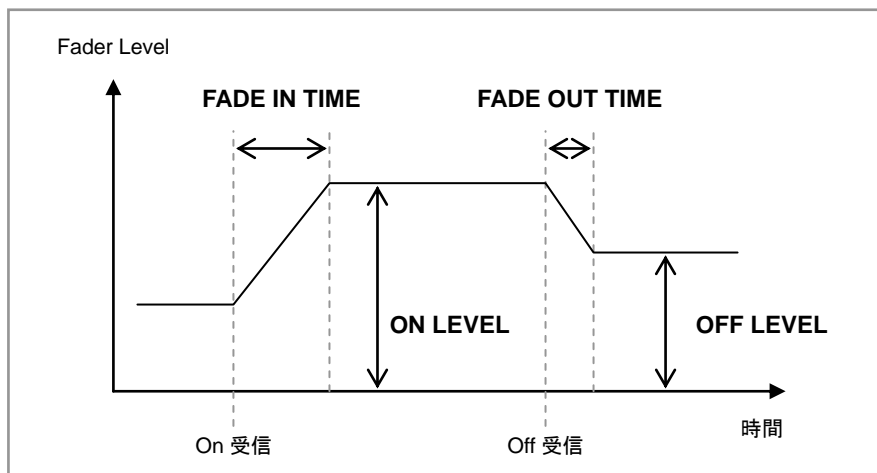 Fader Level
FADE IN TIME
FADE OUT TIME
ON LEVEL
OFF LEVEL
時間
On 受信
Off 受信